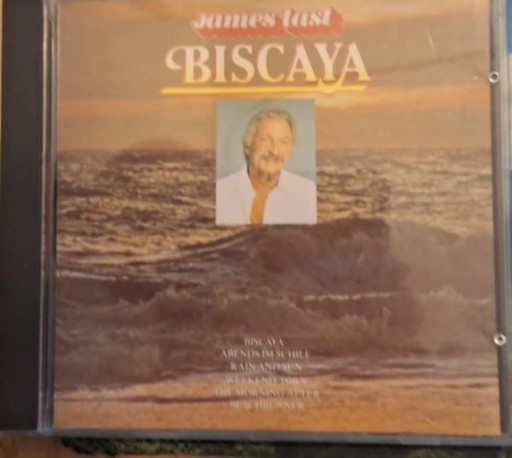 James Last
BISCAYA
BISCAYA
ABENDS IM SCHILF
RAIN AND SUN
WEEKEND TOWN
THE MORNING AFTER
BEACHRUNNER